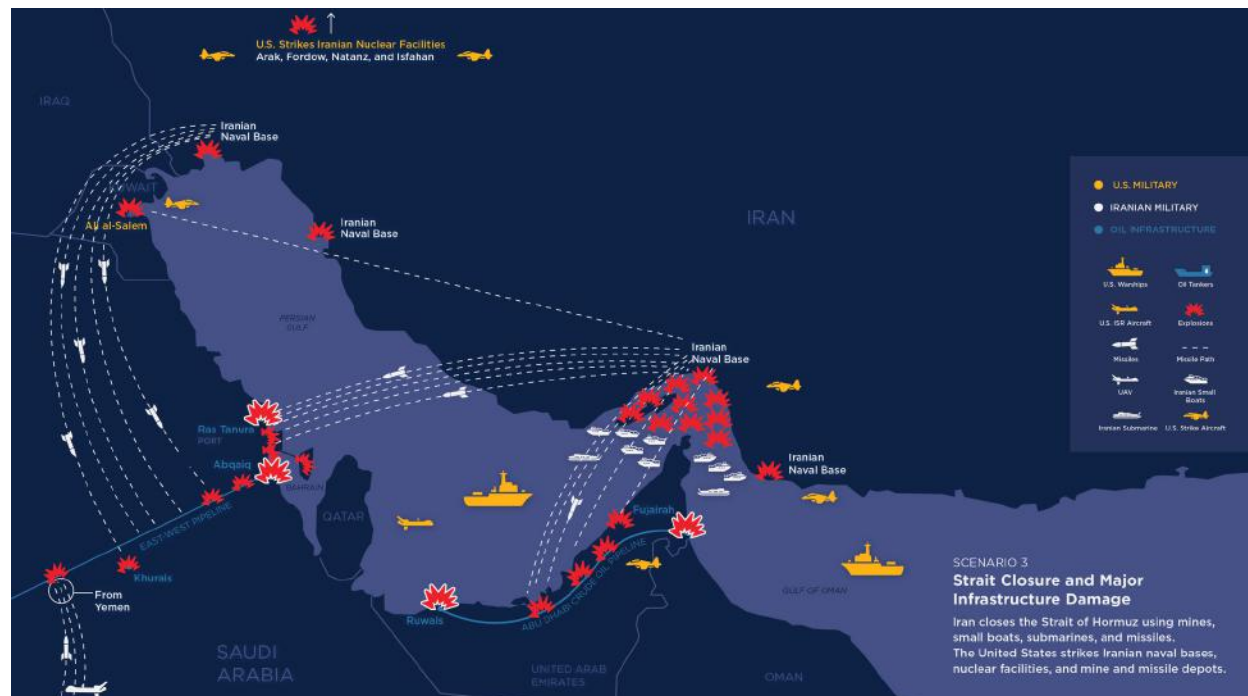 U.S. Strikes Iranian Nuclear Facilities
Arak, Fordow, Natanz, and Isfahan
IRAQ
Iranian
Naval Base
KUWAIT
Ali al-Salem
Iranian
Naval Base
IRAN
PERSIAN
GULF
Iranian
Naval Base
Ras Tanura
PORT
Abqaiq
BAHRAIN
QATAR
EAST-WEST PIPELINE
Khurais
From
Yemen
Iranian
Naval Base
Fujairah
ABU DHABI CRUDE OIL PIPELINE
Ruwais
GULF OF OMAN
SAUDI
ARABIA
UNITED ARAB
EMIRATES
OMAN
U.S. MILITARY
IRANIAN MILITARY
OIL INFRASTRUCTURE
U.S. Warships
Oil Tankers
U.S. ISR Aircraft
Explosions
Missiles
Missile Path
UAV
Iranian Small
Boats
Iranian Submarine
U.S. Strike Aircraft
SCENARIO 3
Strait Closure and Major
Infrastructure Damage
Iran closes the Strait of Hormuz using mines,
small boats, submarines, and missiles.
The United States strikes Iranian naval bases,
nuclear facilities, and mine and missile depots.